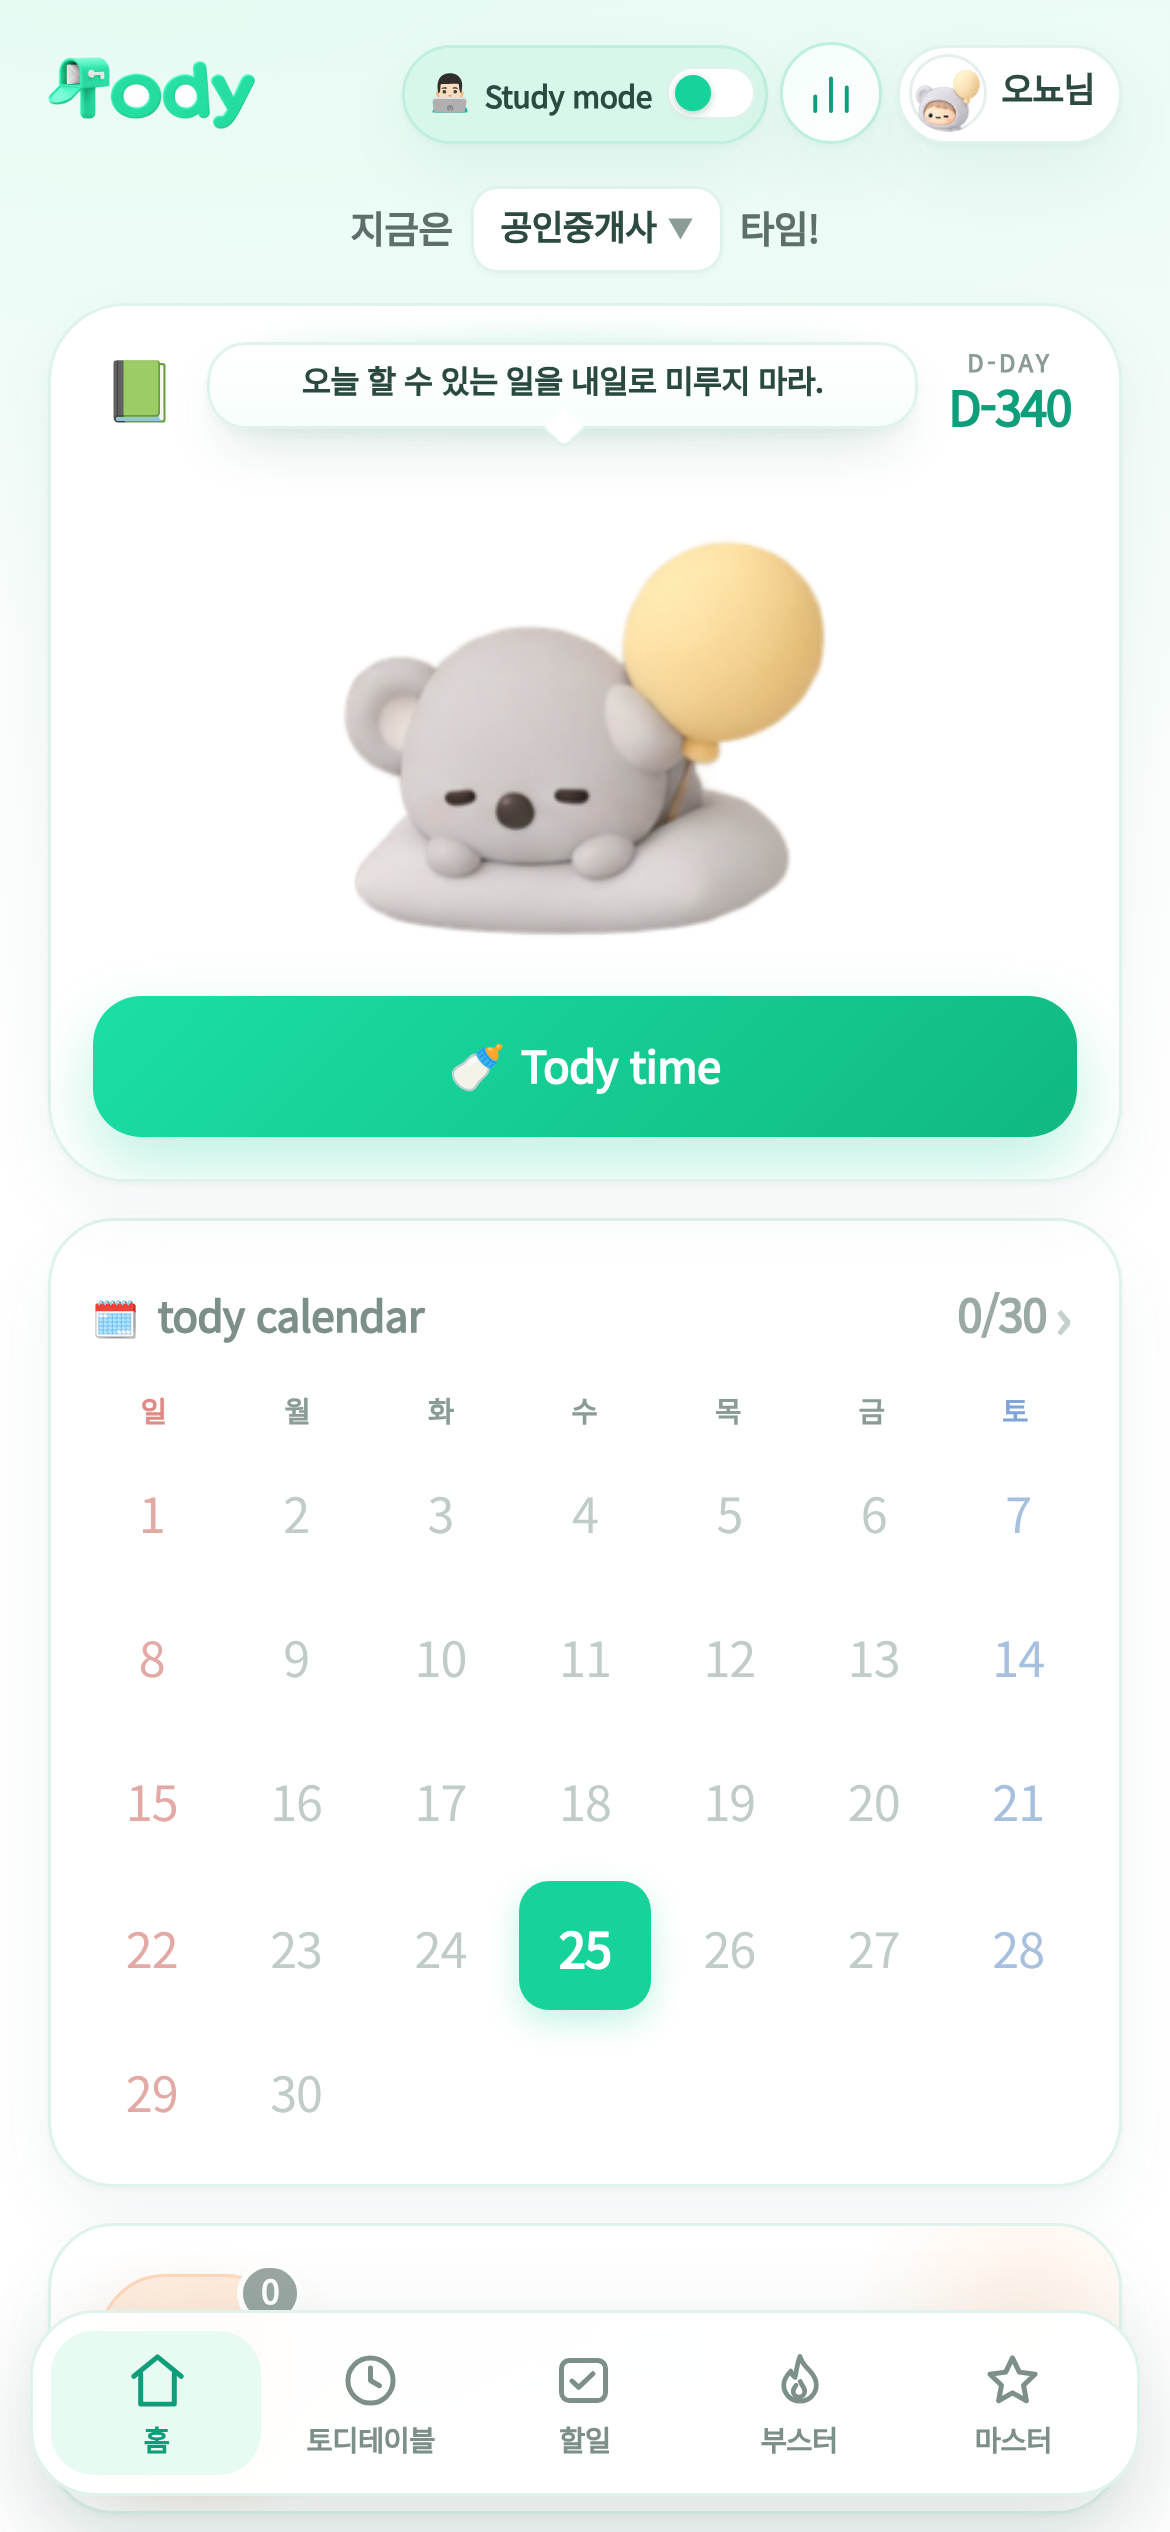 Tody
Study mode
오뇨님
지금은 공인중개사 ▼ 타임!
오늘 할 수 있는 일을 내일로 미루지 마라.
D-DAY
D-340
Tody time
tody calendar
0/30 ›
일 월 화 수 목 금 토
1 2 3 4 5 6 7
8 9 10 11 12 13 14
15 16 17 18 19 20 21
22 23 24 25 26 27 28
29 30
0
홈 토디테이블 할일 부스터 마스터